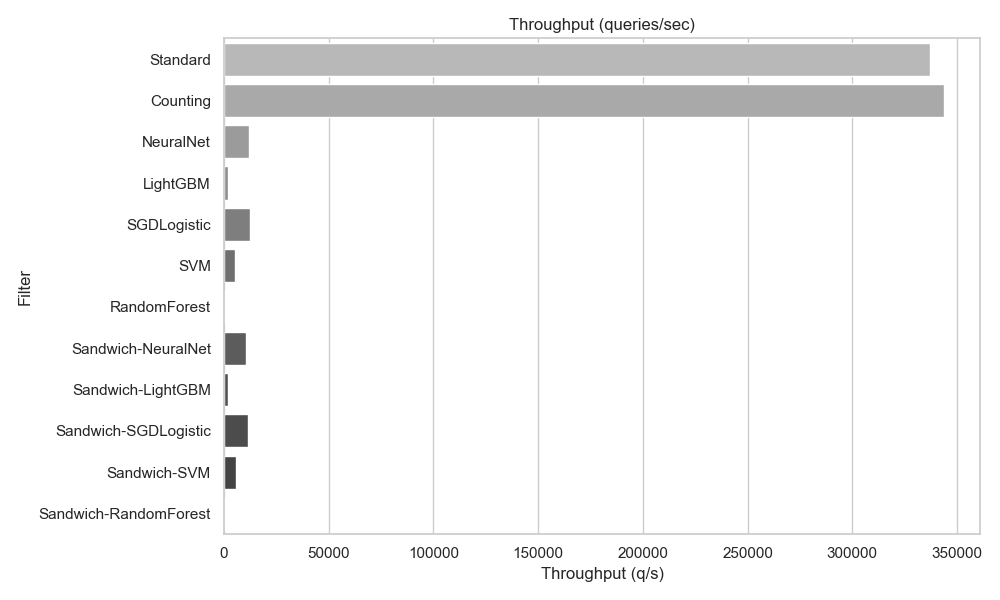 Throughput (queries/sec)
Standard
Counting
NeuralNet
LightGBM
SGDLogistic
SVM
RandomForest
Sandwich-NeuralNet
Sandwich-LightGBM
Sandwich-SGDLogistic
Sandwich-SVM
Sandwich-RandomForest
Filter
0 50000 100000 150000 200000 250000 300000 350000
Throughput (q/s)